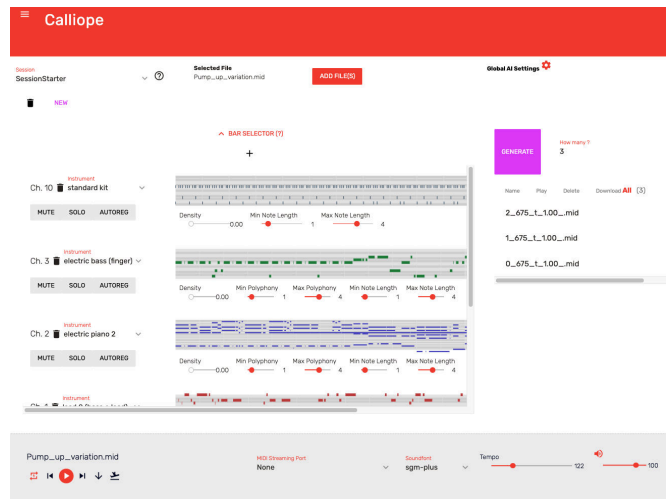 Calliope
Session
SessionStarter
Selected File
Pump_up_variation.mid
ADD FILE(S)
Global AI Settings
NEW
BAR SELECTOR (?)
+
GENERATE
How many ?
3
Name Play Delete Download All (3)
2_675_t_1.00_.mid
1_675_t_1.00_.mid
0_675_t_1.00_.mid
Instrument
Ch. 10 standard kit
MUTE SOLO AUTOREG
Density 0.00 Min Note Length 1 Max Note Length 4
Instrument
Ch. 3 electric bass (finger)
MUTE SOLO AUTOREG
Density 0.00 Min Polyphony 1 Max Polyphony 4 Min Note Length 1 Max Note Length 4
Instrument
Ch. 2 electric piano 2
MUTE SOLO AUTOREG
Density 0.00 Min Polyphony 1 Max Polyphony 4 Min Note Length 1 Max Note Length 4
Instrument
Pump_up_variation.mid
MIDI Streaming Port
None
Soundfont
sgm-plus
Tempo
122
100